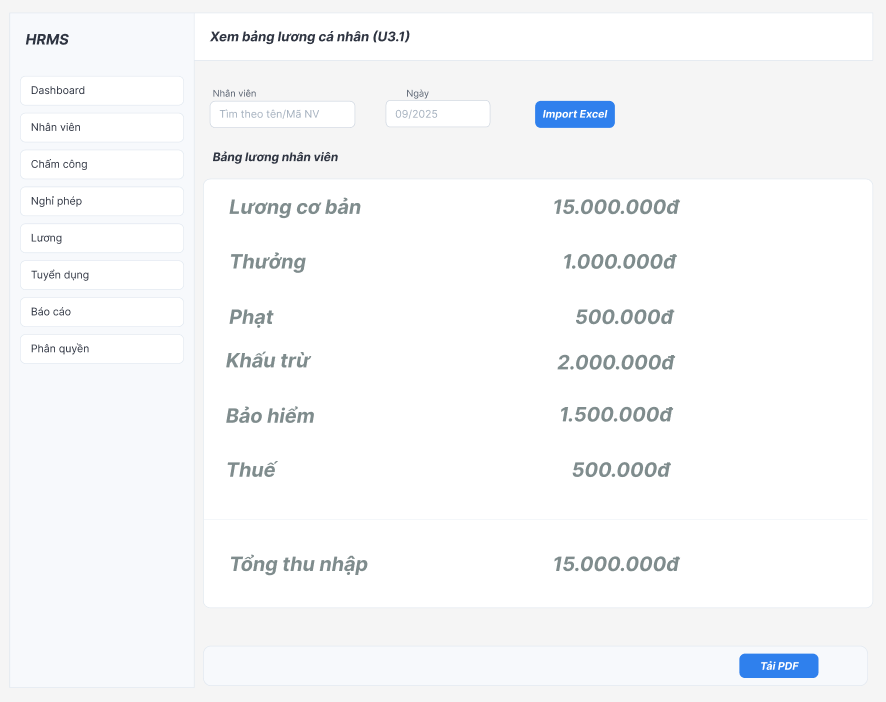 HRMS
Dashboard
Nhân viên
Chấm công
Nghỉ phép
Lương
Tuyển dụng
Báo cáo
Phân quyền
Xem bảng lương cá nhân (U3.1)
Nhân viên Ngày
Tìm theo tên/Mã NV 09/2025 Import Excel
Bảng lương nhân viên
Lương cơ bản 15.000.000đ
Thưởng 1.000.000đ
Phạt 500.000đ
Khấu trừ 2.000.000đ
Bảo hiểm 1.500.000đ
Thuế 500.000đ
Tổng thu nhập 15.000.000đ
Tải PDF